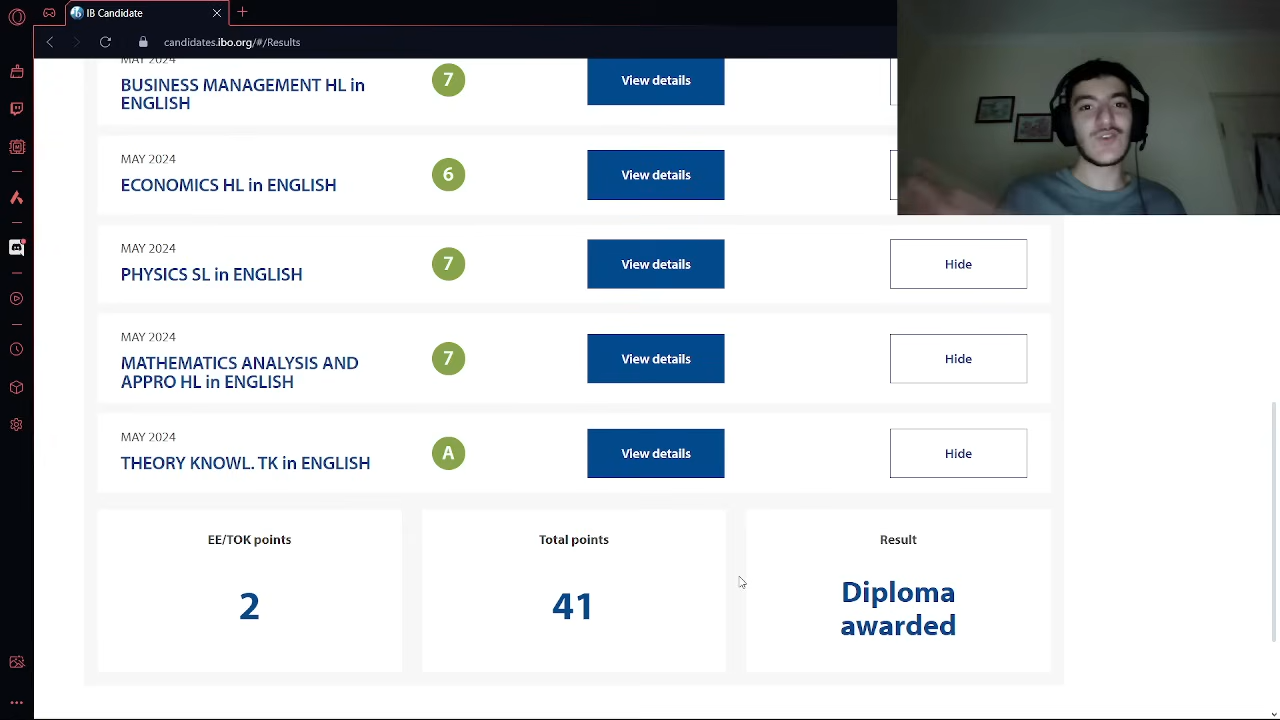 IB Candidate
candidates.ibo.org/#/Results
MAY 2024
BUSINESS MANAGEMENT HL in
ENGLISH
7
View details
MAY 2024
ECONOMICS HL in ENGLISH
6
View details
MAY 2024
PHYSICS SL in ENGLISH
7
View details
Hide
MAY 2024
MATHEMATICS ANALYSIS AND
APPRO HL in ENGLISH
7
View details
Hide
MAY 2024
THEORY KNOWL. TK in ENGLISH
A
View details
Hide
EE/TOK points
2
Total points
41
Result
Diploma
awarded